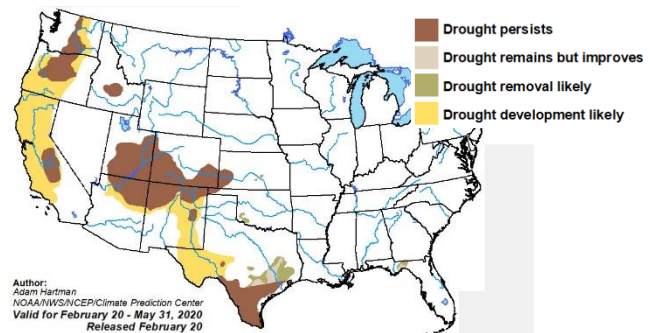 Drought persists
Drought remains but improves
Drought removal likely
Drought development likely
Author:
Adam Hartman
NOAA/NWS/NCEP/Climate Prediction Center
Valid for February 20 - May 31, 2020
Released February 20